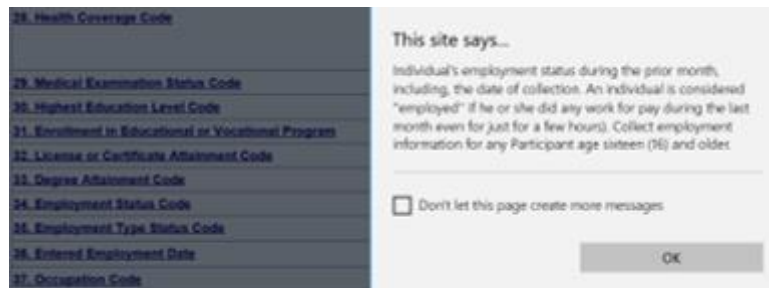 28. Health Coverage Code
29. Medical Examination Status Code
30. Highest Education Level Code
31. Enrollment in Educational or Vocational Program
32. License or Certificate Attainment Code
33. Degree Attainment Code
34. Employment Status Code
35. Employment Type Status Code
36. Entered Employment Date
37. Occupation Code
This site says...
Individual's employment status during the prior month,
including, the date of collection. An individual is considered
"employed" if he or she did any work for pay during the last
month even for just for a few hours). Collect employment
information for any Participant age sixteen (16) and older.
Don't let this page create more messages
OK